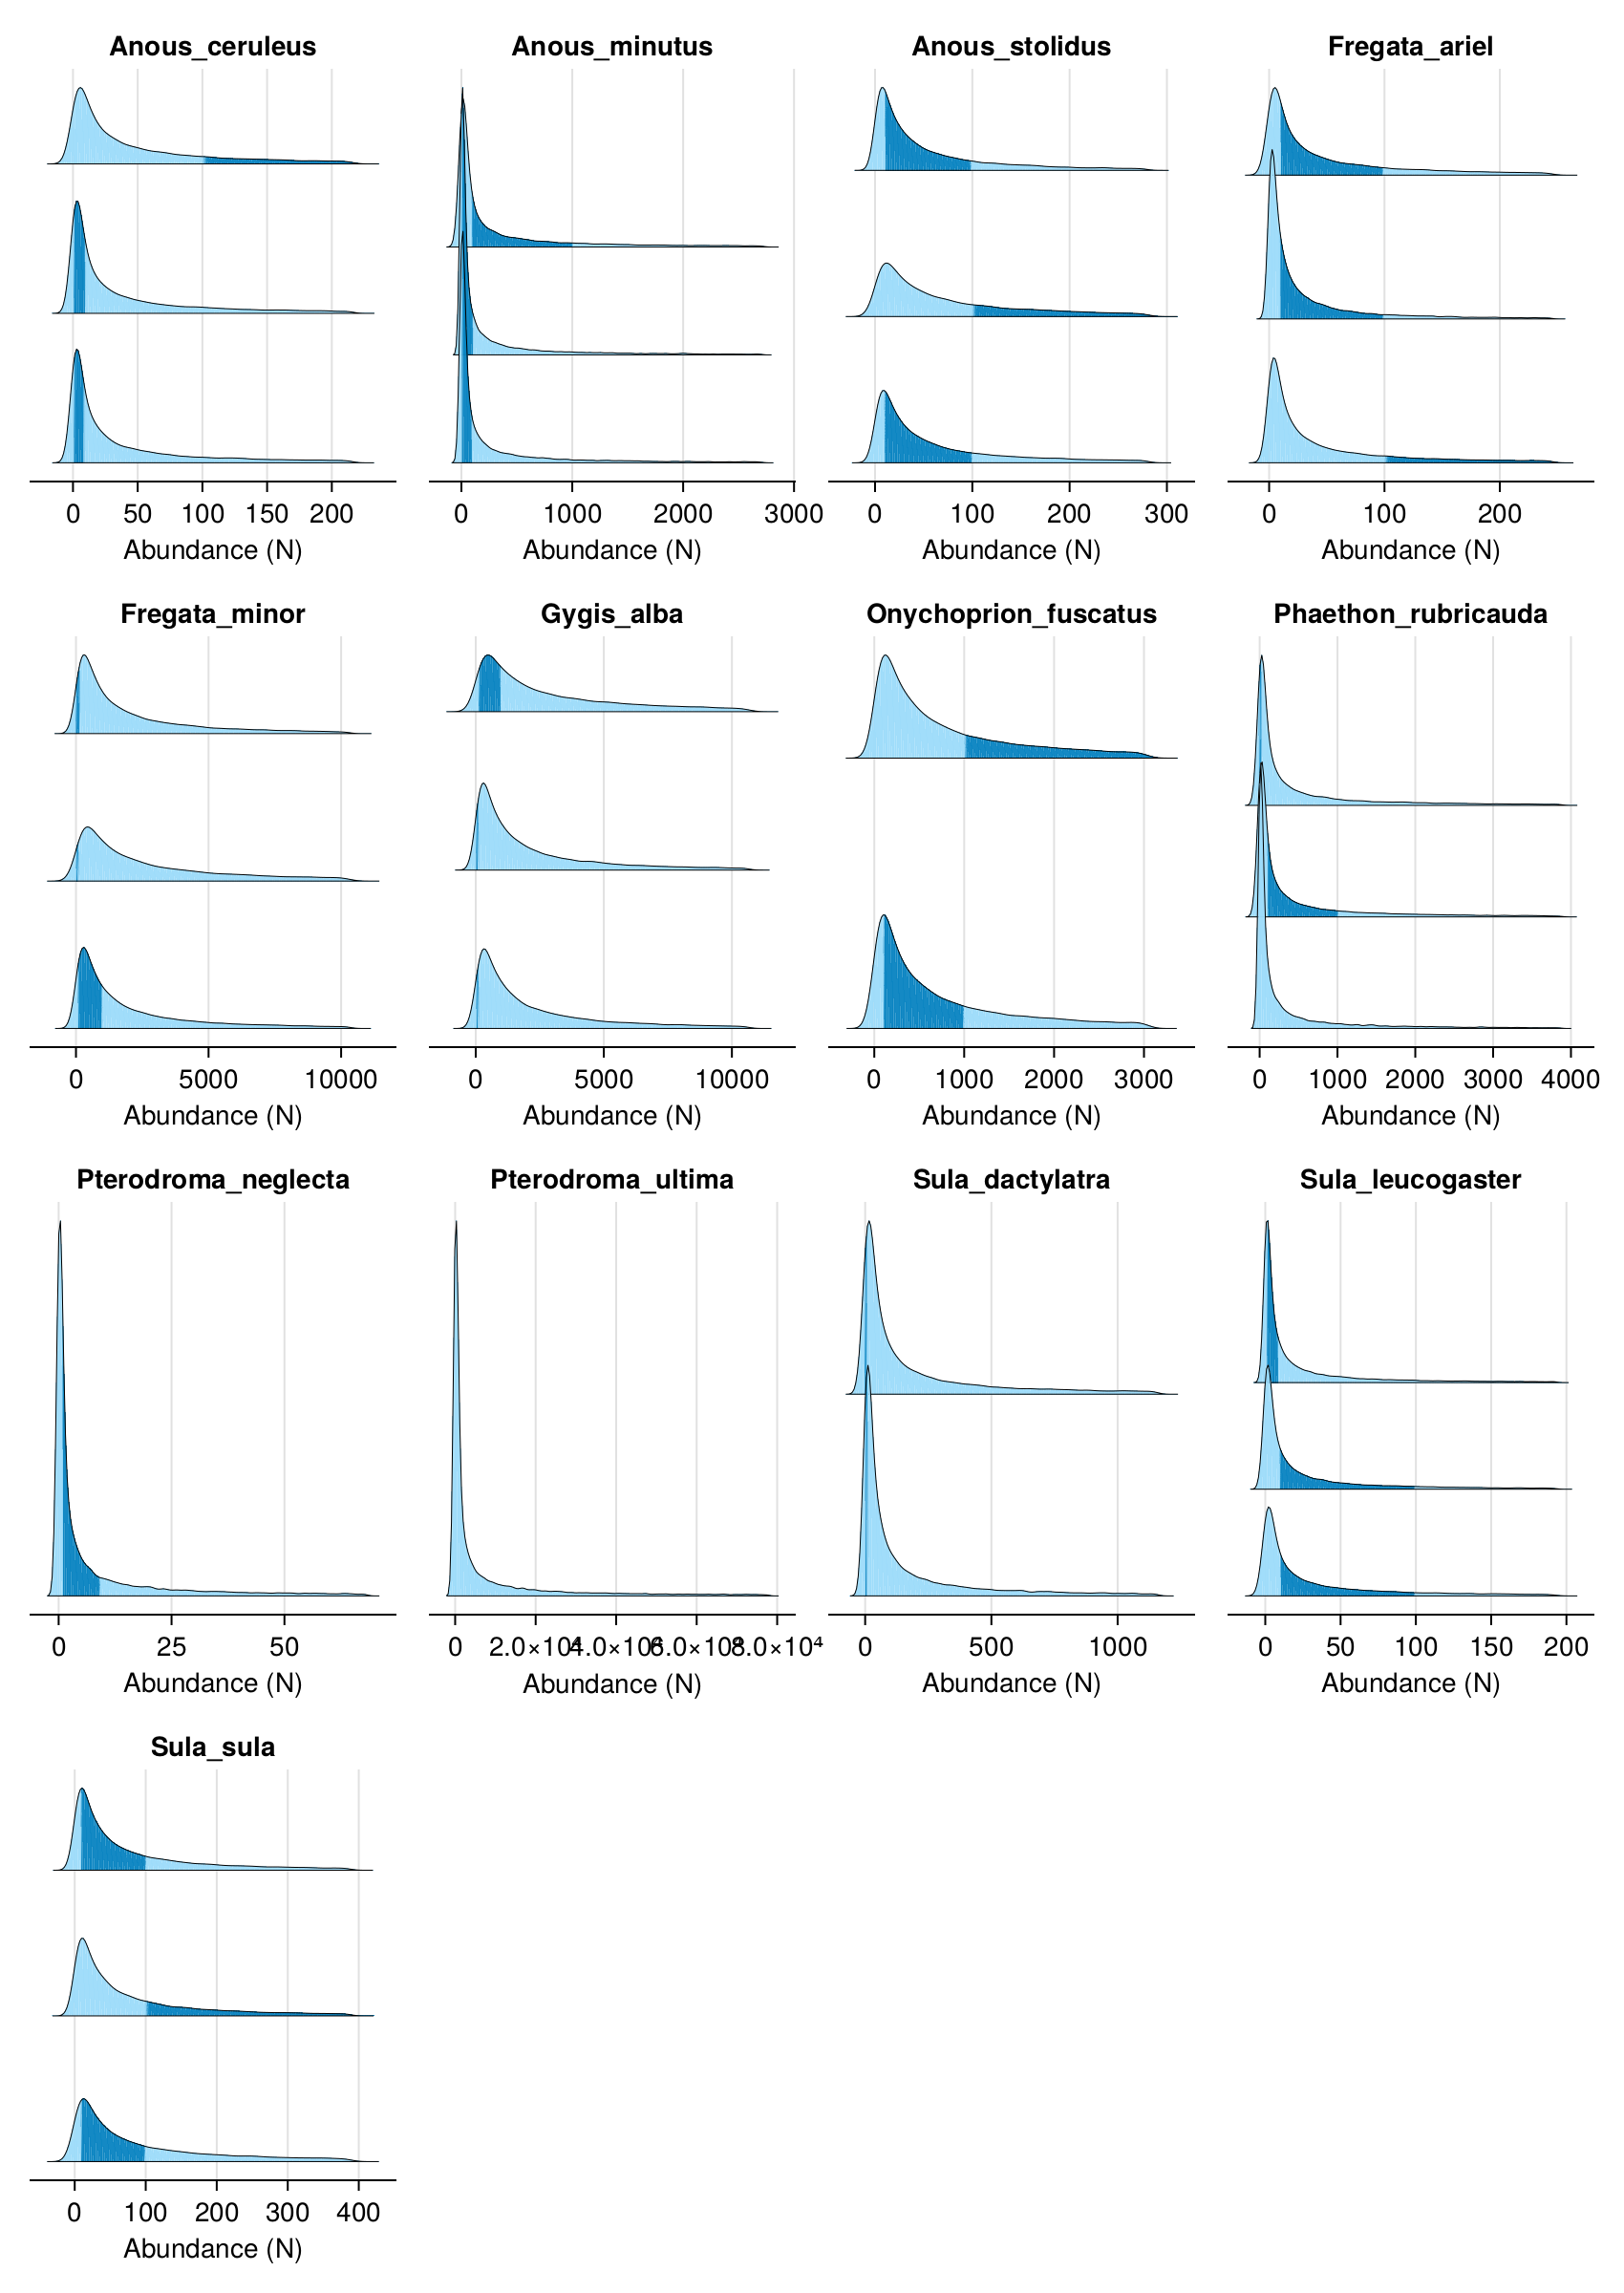 Anous_ceruleus Anous_minutus Anous_stolidus Fregata_ariel
0 50 100 150 200 0 1000 2000 3000 0 100 200 300 0 100 200
Abundance (N) Abundance (N) Abundance (N) Abundance (N)
Fregata_minor Gygis_alba Onychoprion_fuscatus Phaethon_rubricauda
0 5000 10000 0 5000 10000 0 1000 2000 3000 0 1000 2000 3000 4000
Abundance (N) Abundance (N) Abundance (N) Abundance (N)
Pterodroma_neglecta Pterodroma_ultima Sula_dactylatra Sula_leucogaster
0 25 50 0 8.0×10⁴ 0 500 1000 0 50 100 150 200
Abundance (N) Abundance (N) Abundance (N) Abundance (N)
Sula_sula
0 100 200 300 400
Abundance (N)